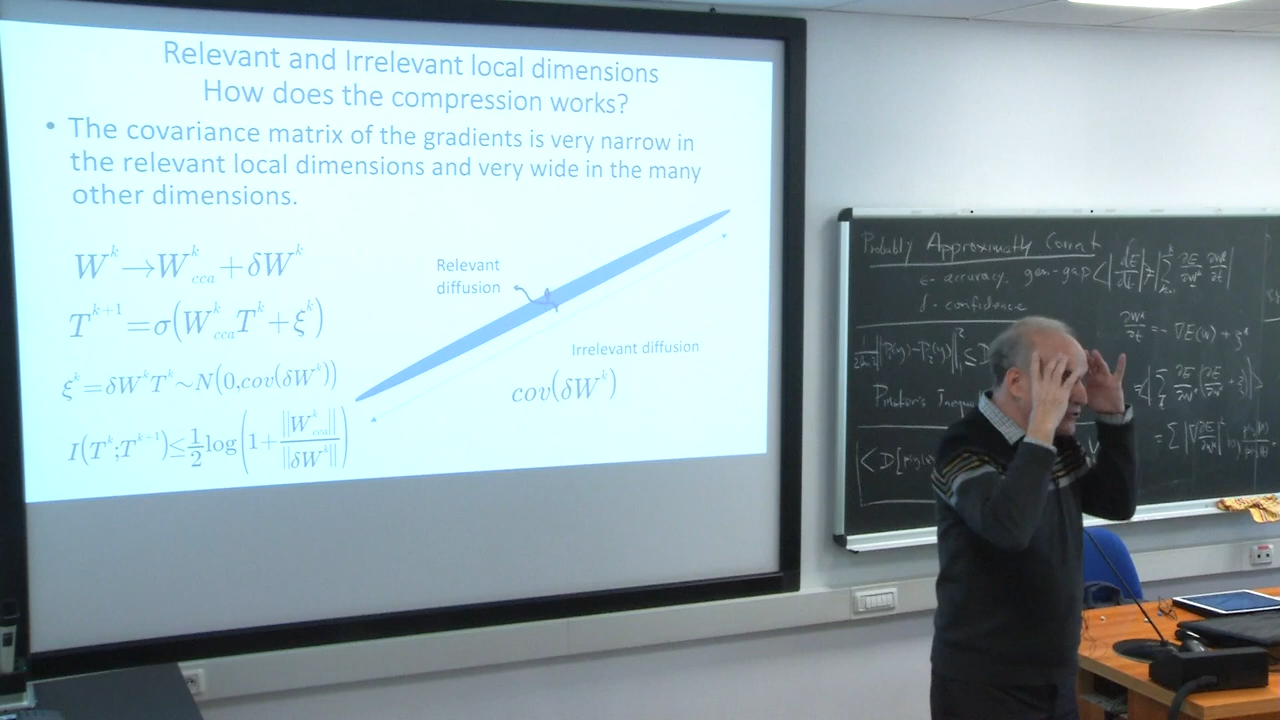 Relevant and Irrelevant local dimensions
How does the compression works?
• The covariance matrix of the gradients is very narrow in
the relevant local dimensions and very wide in the many
other dimensions.
W^k → W^k_cca + δW^k
T^{k+1} = σ(W^k_cca T^k + ξ^k)
ξ^k = δW^k T^k ~ N(0, cov(δW^k))
I(T^k; T^{k+1}) ≤ 1/2 log(1 + ||W^k_cca|| / ||δW^k||)
Relevant
diffusion
Irrelevant diffusion
cov(δW^k)
Probably Approximatly Correct
ε - accuracy. gen-gap
δ - confidence
∂W^k/∂t = - ∇E(W) + ξ^k